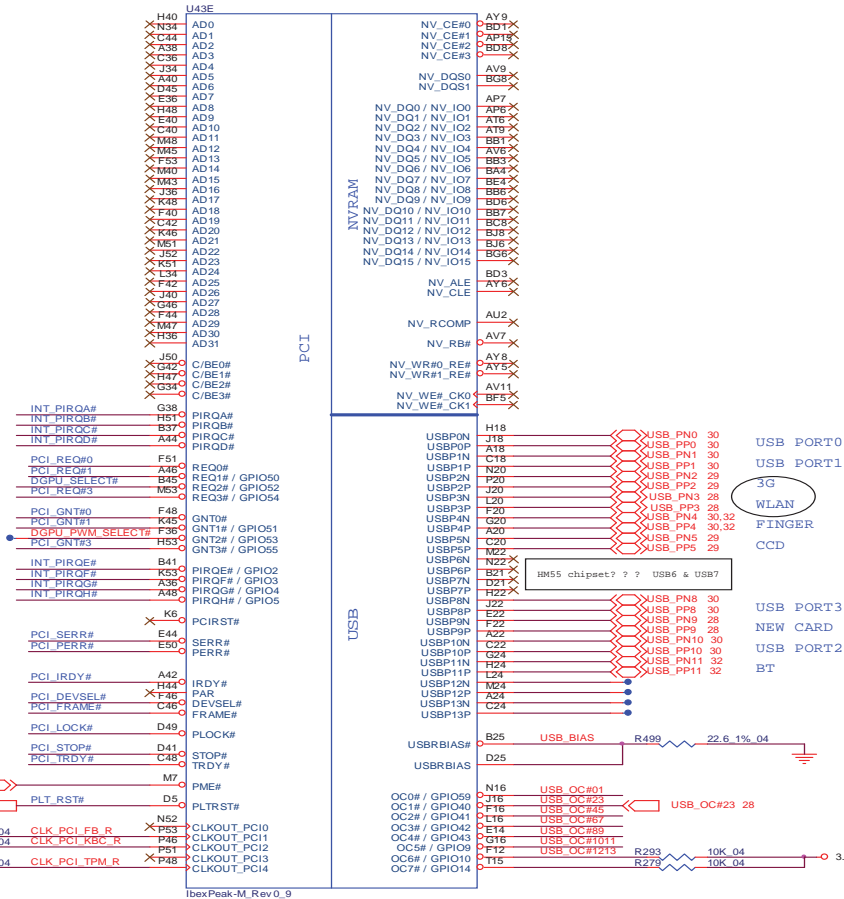 U43E
H40 AD0
N34 AD1
C44 AD2
A38 AD3
C36 AD4
J34 AD5
A40 AD6
D45 AD7
E36 AD8
H48 AD9
E40 AD10
C40 AD11
M48 AD12
M45 AD13
F53 AD14
M40 AD15
M43 AD16
J36 AD17
K48 AD18
F40 AD19
C42 AD20
K46 AD21
M51 AD22
J52 AD23
K51 AD24
L34 AD25
F42 AD26
J40 AD27
G46 AD28
F44 AD29
M47 AD30
H36 AD31
J50 C/BE0#
G42 C/BE1#
H47 C/BE2#
G34 C/BE3#
INT_PIRQA# G38 PIRQA#
INT_PIRQB# H51 PIRQB#
INT_PIRQC# B37 PIRQC#
INT_PIRQD# A44 PIRQD#
PCI_REQ#0 F51 REQ0#
PCI_REQ#1 A46 REQ1# / GPIO50
DGPU_SELECT# B45 REQ2# / GPIO52
PCI_REQ#3 M53 REQ3# / GPIO54
PCI_GNT#0 F48 GNT0#
PCI_GNT#1 K45 GNT1# / GPIO51
DGPU_PWM_SELECT# F36 GNT2# / GPIO53
PCI_GNT#3 H53 GNT3# / GPIO55
INT_PIRQE# B41 PIRQE# / GPIO2
INT_PIRQF# K53 PIRQF# / GPIO3
INT_PIRQG# A36 PIRQG# / GPIO4
INT_PIRQH# A48 PIRQH# / GPIO5
K6 PCIRST#
PCI_SERR# E44 SERR#
PCI_PERR# E50 PERR#
PCI_IRDY# A42 IRDY#
H44 PAR
PCI_DEVSEL# F46 DEVSEL#
PCI_FRAME# C46 FRAME#
PCI_LOCK# D49 PLOCK#
PCI_STOP# D41 STOP#
PCI_TRDY# C48 TRDY#
M7 PME#
PLT_RST# D5 PLTRST#
N52 CLKOUT_PCI0
04 CLK_PCI_FB_R P53 CLKOUT_PCI1
04 CLK_PCI_KBC_R P46 CLKOUT_PCI2
P51 CLKOUT_PCI3
04 CLK_PCI_TPM_R P48 CLKOUT_PCI4
PCI
NVRAM
USB
NV_CE#0 AY9
NV_CE#1 BD1
NV_CE#2 AP15
NV_CE#3 BD8
NV_DQS0 AV9
NV_DQS1 BG8
NV_DQ0 / NV_IO0 AP7
NV_DQ1 / NV_IO1 AP6
NV_DQ2 / NV_IO2 AT6
NV_DQ3 / NV_IO3 AT9
NV_DQ4 / NV_IO4 BB1
NV_DQ5 / NV_IO5 AV6
NV_DQ6 / NV_IO6 BB3
NV_DQ7 / NV_IO7 BA4
NV_DQ8 / NV_IO8 BE4
NV_DQ9 / NV_IO9 BB6
NV_DQ10 / NV_IO10 BD6
NV_DQ11 / NV_IO11 BB7
NV_DQ12 / NV_IO12 BC8
NV_DQ13 / NV_IO13 BJ8
NV_DQ14 / NV_IO14 BJ6
NV_DQ15 / NV_IO15 BG6
NV_ALE BD3
NV_CLE AY6
NV_RCOMP AU2
NV_RB# AV7
NV_WR#0_RE# AY8
NV_WR#1_RE# AY5
NV_WE#_CK0 AV11
NV_WE#_CK1 BF5
USBP0N H18 USB_PN0 30
USBP0P J18 USB_PP0 30 USB PORT0
USBP1N A18 USB_PN1 30
USBP1P C18 USB_PP1 30 USB PORT1
USBP2N N20 USB_PN2 29
USBP2P P20 USB_PP2 29 3G
USBP3N J20 USB_PN3 28
USBP3P L20 USB_PP3 28 WLAN
USBP4N F20 USB_PN4 30,32
USBP4P G20 USB_PP4 30,32 FINGER
USBP5N A20 USB_PN5 29
USBP5P C20 USB_PP5 29 CCD
USBP6N M22
USBP6P N22
USBP7N B21
USBP7P D21
HM55 chipset? ? ? USB6 & USB7
USBP8N H22 USB_PN8 30
USBP8P J22 USB_PP8 30 USB PORT3
USBP9N E22 USB_PN9 28
USBP9P F22 USB_PP9 28 NEW CARD
USBP10N A22 USB_PN10 30
USBP10P C22 USB_PP10 30 USB PORT2
USBP11N G24 USB_PN11 32
USBP11P H24 USB_PP11 32 BT
USBP12N L24
USBP12P M24
USBP13N A24
USBP13P C24
USBRBIAS# B25 USB_BIAS R499 22.6_1%_04
USBRBIAS D25
OC0# / GPIO59 N16 USB_OC#01
OC1# / GPIO40 J16 USB_OC#23 USB_OC#23 28
OC2# / GPIO41 F16 USB_OC#45
OC3# / GPIO42 L16 USB_OC#67
OC4# / GPIO43 E14 USB_OC#89
OC5# / GPIO9 G16 USB_OC#1011
OC6# / GPIO10 F12 USB_OC#1213 R293 10K_04 3.
OC7# / GPIO14 T15 R279 10K_04
IbexPeak-M_Rev0_9